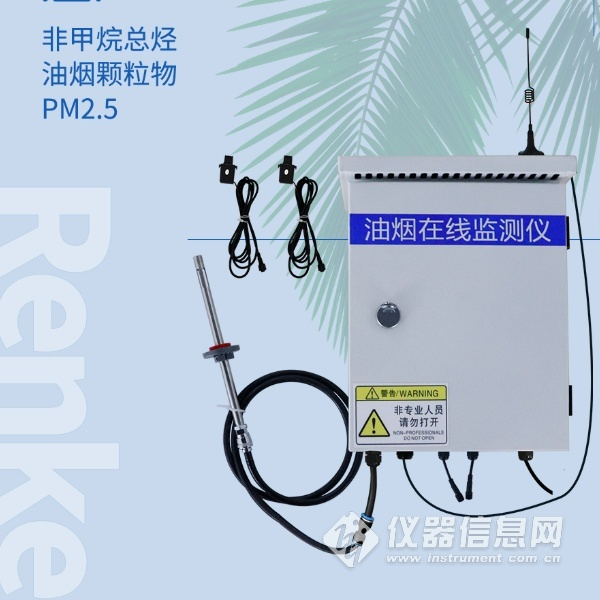 非甲烷总烃
油烟颗粒物
PM2.5
油烟在线监测仪
警告/WARNING
非专业人员
请勿打开
NON-PROFESSIONALS
DO NOT OPEN
Renke
仪器信息网
www.instrument.com.cn